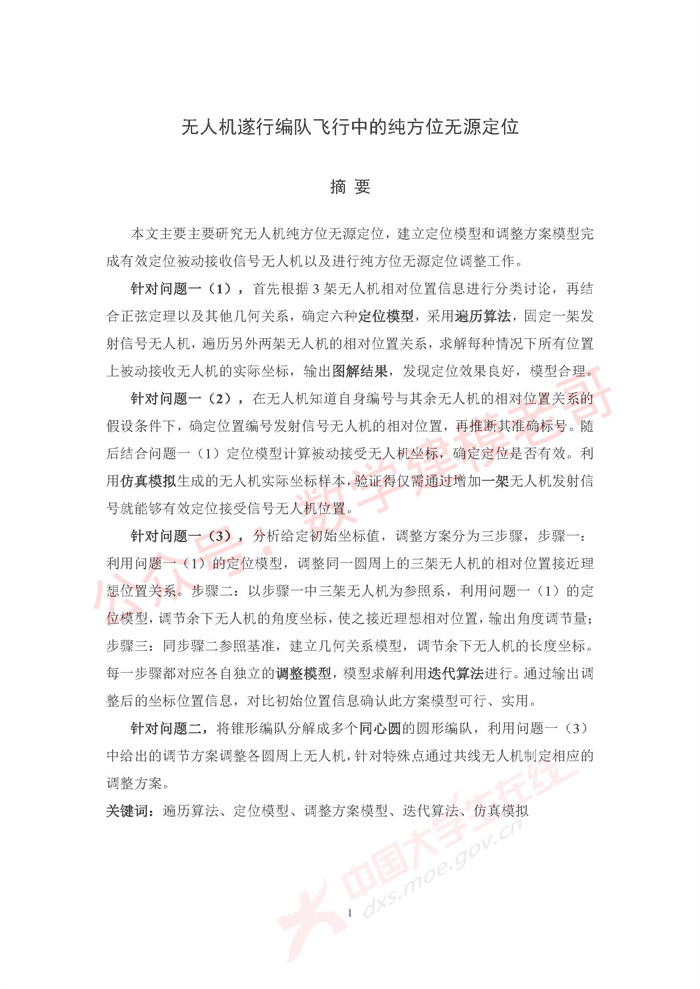 无人机遂行编队飞行中的纯方位无源定位
摘 要
本文主要主要研究无人机纯方位无源定位，建立定位模型和调整方案模型完
成有效定位被动接收信号无人机以及进行纯方位无源定位调整工作。
针对问题一（1），首先根据 3 架无人机相对位置信息进行分类讨论，再结
合正弦定理以及其他几何关系，确定六种定位模型，采用遍历算法，固定一架发
射信号无人机，遍历另外两架无人机的相对位置关系，求解每种情况下所有位置
上被动接收无人机的实际坐标，输出图解结果，发现定位效果良好，模型合理。
针对问题一（2），在无人机知道自身编号与其余无人机的相对位置关系的
假设条件下，确定位置编号发射信号无人机的相对位置，再推断其准确标号。随
后结合问题一（1）定位模型计算被动接受无人机坐标，确定定位是否有效。利
用仿真模拟生成的无人机实际坐标样本，验证得仅需通过增加一架无人机发射信
号就能够有效定位接受信号无人机位置。
针对问题一（3），分析给定初始坐标值，调整方案分为三步骤，步骤一：
利用问题一（1）的定位模型，调整同一圆周上的三架无人机的相对位置接近理
想位置关系。步骤二：以步骤一中三架无人机为参照系，利用问题一（1）的定
位模型，调节余下无人机的角度坐标，使之接近理想相对位置，输出角度调节量；
步骤三：同步骤二参照基准，建立几何关系模型，调节余下无人机的长度坐标。
每一步骤都对应各自独立的调整模型，模型求解利用迭代算法进行。通过输出调
整后的坐标位置信息，对比初始位置信息确认此方案模型可行、实用。
针对问题二，将锥形编队分解成多个同心圆的圆形编队，利用问题一（3）
中给出的调节方案调整各圆周上无人机，针对特殊点通过共线无人机制定相应的
调整方案。
关键词：遍历算法、定位模型、调整方案模型、迭代算法、仿真模拟
公众号：数学建模老哥
中国大学生在线
dxs.moe.gov.cn
1